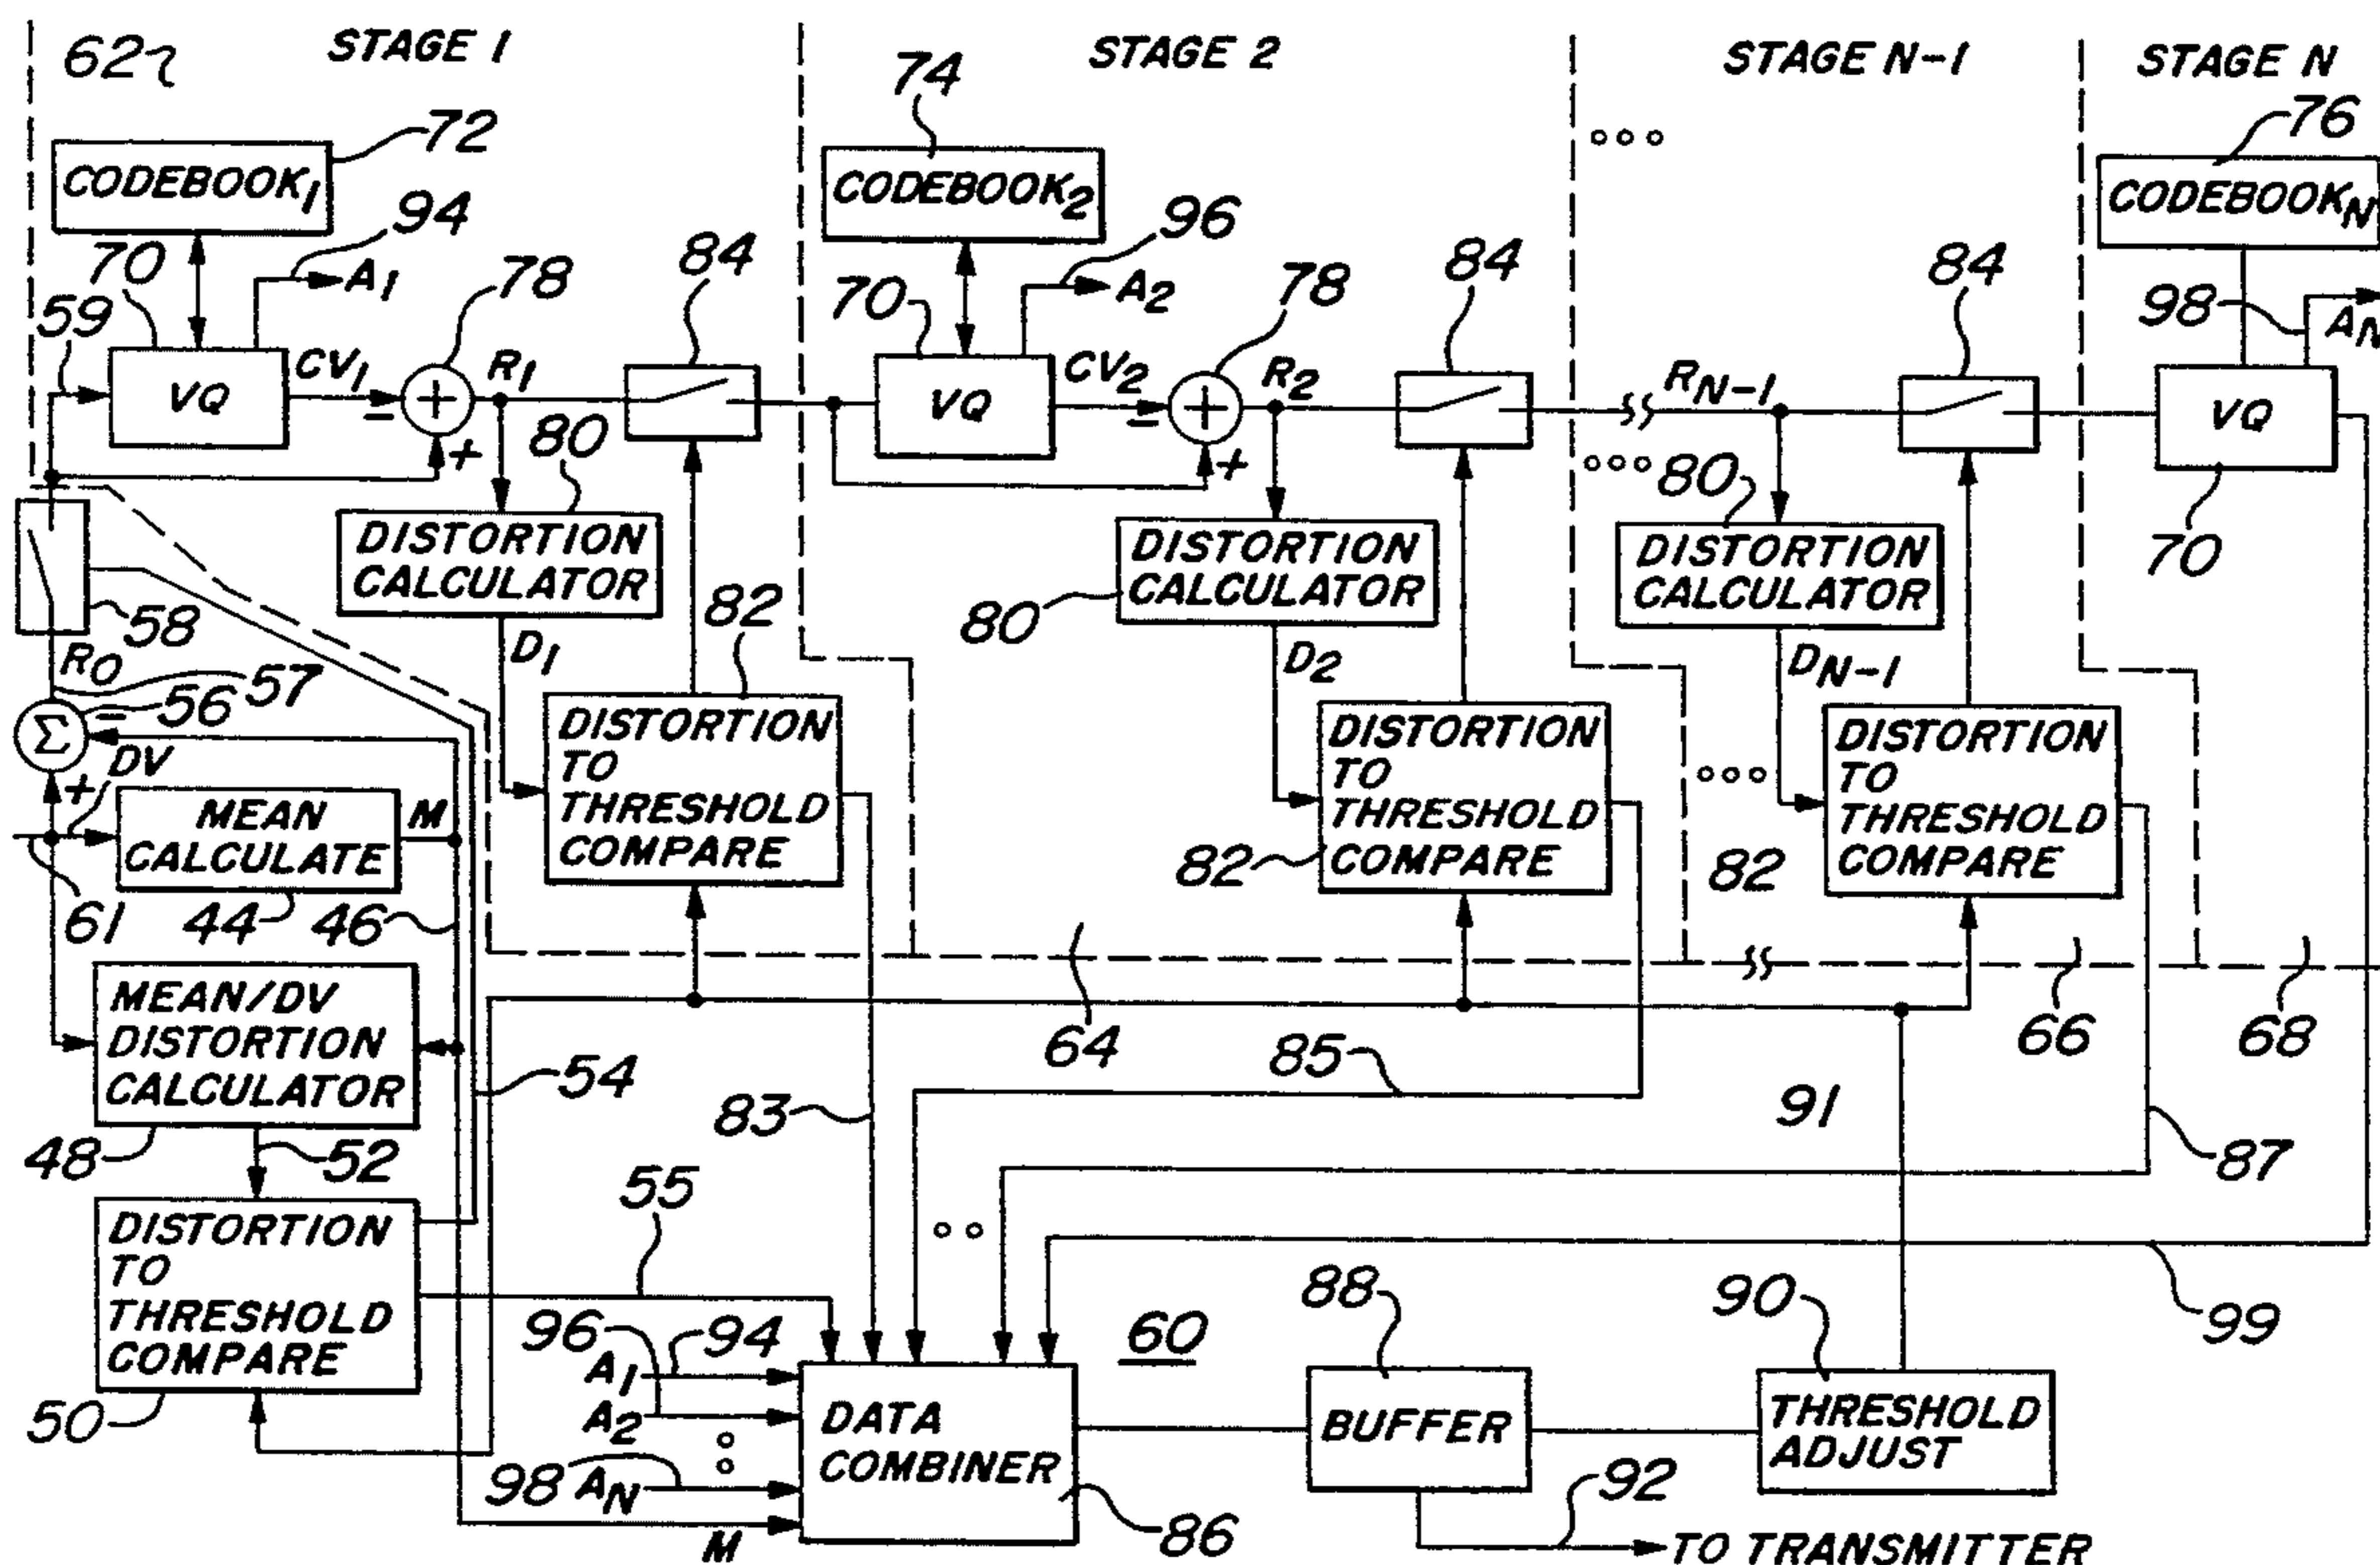 62 STAGE 1 STAGE 2 STAGE N-1 STAGE N
72 74 76
CODEBOOK1 CODEBOOK2 CODEBOOKN
94 96 98
70 59 A1 78 84 70 A2 78 84 84 AN
VQ CV1 − + R1 VQ CV2 − + R2 RN-1 VQ
+ + 70
80 80 80
DISTORTION CALCULATOR
DISTORTION CALCULATOR
DISTORTION CALCULATOR
58 D1 82 D2 DN-1
R0 57
56 − Σ
+ DV
DISTORTION TO THRESHOLD COMPARE
DISTORTION TO THRESHOLD COMPARE
DISTORTION TO THRESHOLD COMPARE
82 82
MEAN CALCULATE
M
61 44 46
MEAN/DV DISTORTION CALCULATOR
54 64 66 68
48 52 83 85 91 87
DISTORTION TO THRESHOLD COMPARE
50 55 99
96 94 60 88 90
A1
A2
98 AN
M
DATA COMBINER
86
BUFFER
THRESHOLD ADJUST
92
TO TRANSMITTER